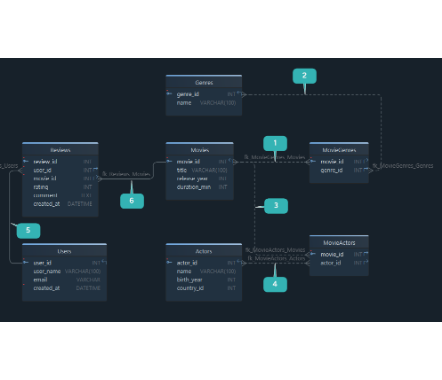 2
Genres
genre_id INT
name VARCHAR(100)
1
Reviews
review_id INT
user_id INT
movie_id INT
rating INT
comment
created_at DATETIME
Movies
movie_id INT
title VARCHAR(100)
release_year INT
duration_min INT
MovieGenres
movie_id INT
genre_id INT
s_Users
fk_Reviews_Movies
fk_MovieGenres_Movies
fk_MovieGenres_Genres
6
3
5
Users
user_id INT
user_name VARCHAR(100)
email VARCHAR
created_at DATETIME
Actors
actor_id INT
name VARCHAR(100)
birth_year INT
country_id INT
MovieActors
movie_id INT
actor_id INT
fk_MovieActors_Movies
fk_MovieActors_Actors
4